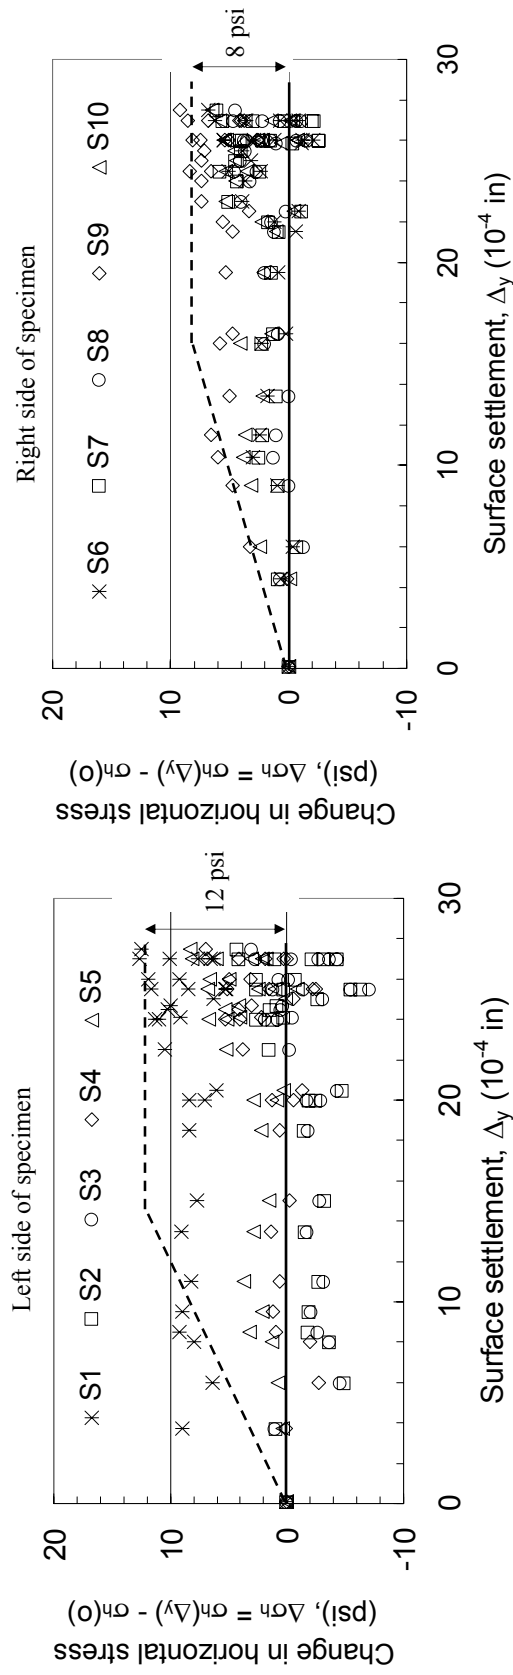 Left side of specimen
S1 S2 S3 S4 S5
20
10
0
-10
0 10 20 30
12 psi
Change in horizontal stress
(psi), Δσh = σh(Δy) - σh(0)
Surface settlement, Δy (10-4 in)
Right side of specimen
S6 S7 S8 S9 S10
20
10
0
-10
0 10 20 30
8 psi
Change in horizontal stress
(psi), Δσh = σh(Δy) - σh(0)
Surface settlement, Δy (10-4 in)